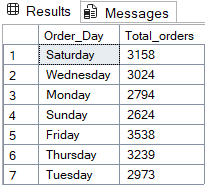 Results Messages
Order_Day Total_orders
1 Saturday 3158
2 Wednesday 3024
3 Monday 2794
4 Sunday 2624
5 Friday 3538
6 Thursday 3239
7 Tuesday 2973